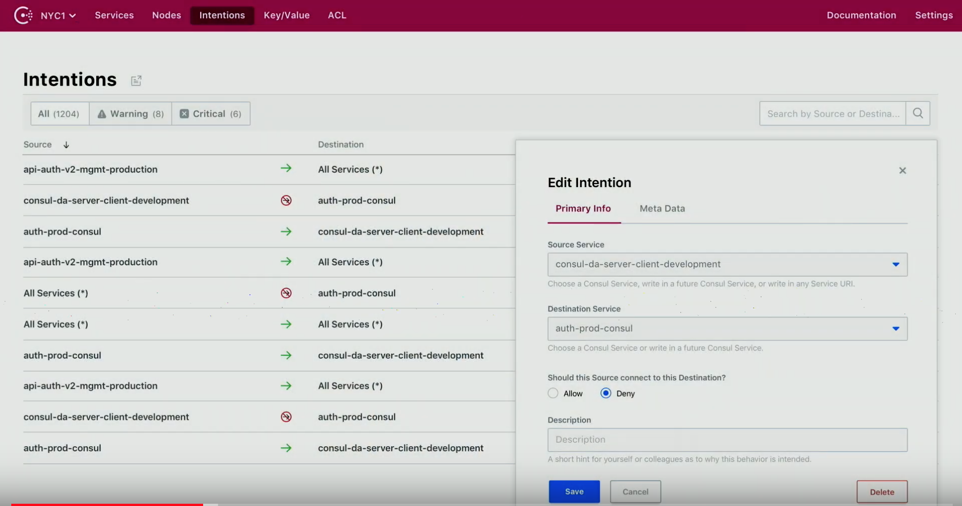 NYC1 Services Nodes Intentions Key/Value ACL Documentation Settings
Intentions
All (1204) Warning (8) Critical (6) Search by Source or Destina...
Source Destination
api-auth-v2-mgmt-production All Services (*)
consul-da-server-client-development auth-prod-consul
auth-prod-consul consul-da-server-client-development
api-auth-v2-mgmt-production All Services (*)
All Services (*) auth-prod-consul
All Services (*) All Services (*)
auth-prod-consul consul-da-server-client-development
api-auth-v2-mgmt-production All Services (*)
consul-da-server-client-development auth-prod-consul
auth-prod-consul consul-da-server-client-development
Edit Intention
Primary Info Meta Data
Source Service
consul-da-server-client-development
Choose a Consul Service, write in a future Consul Service, or write in any Service URI.
Destination Service
auth-prod-consul
Choose a Consul Service or write in a future Consul Service.
Should this Source connect to this Destination?
Allow Deny
Description
Description
A short hint for yourself or colleagues as to why this behavior is intended.
Save Cancel Delete